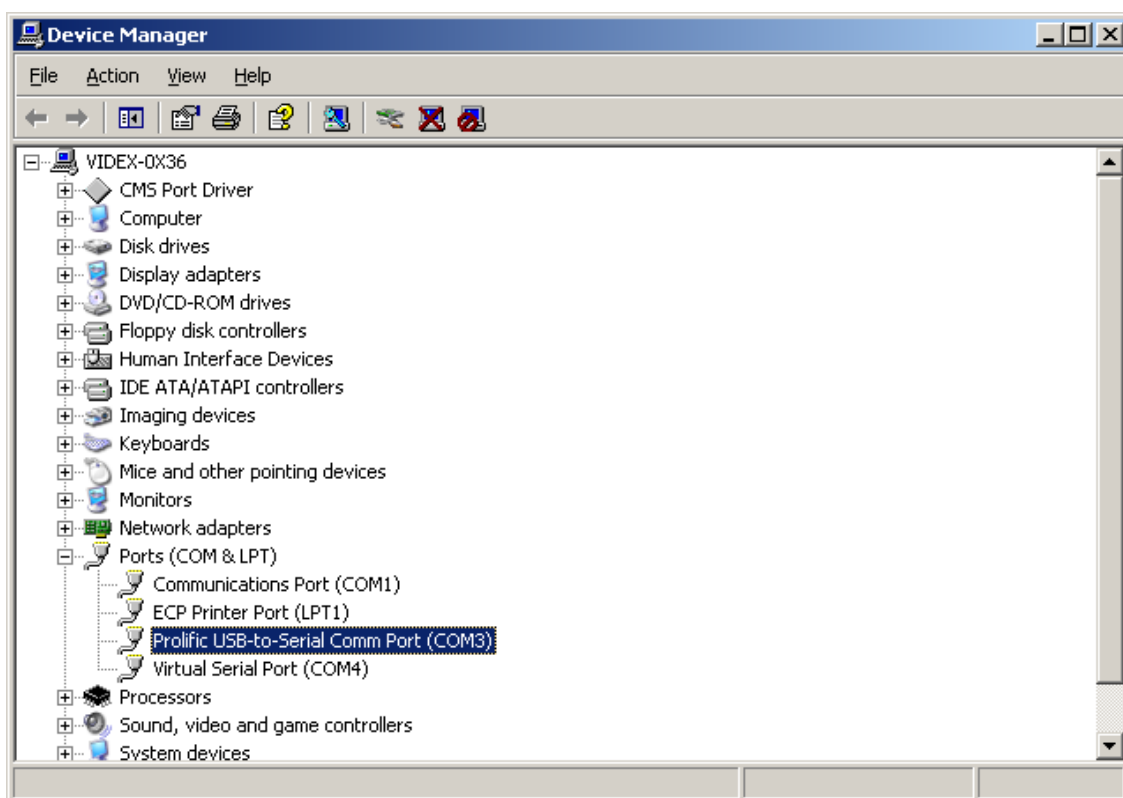 Device Manager
File Action View Help
VIDEX-0X36
CMS Port Driver
Computer
Disk drives
Display adapters
DVD/CD-ROM drives
Floppy disk controllers
Human Interface Devices
IDE ATA/ATAPI controllers
Imaging devices
Keyboards
Mice and other pointing devices
Monitors
Network adapters
Ports (COM & LPT)
Communications Port (COM1)
ECP Printer Port (LPT1)
Prolific USB-to-Serial Comm Port (COM3)
Virtual Serial Port (COM4)
Processors
Sound, video and game controllers
System devices